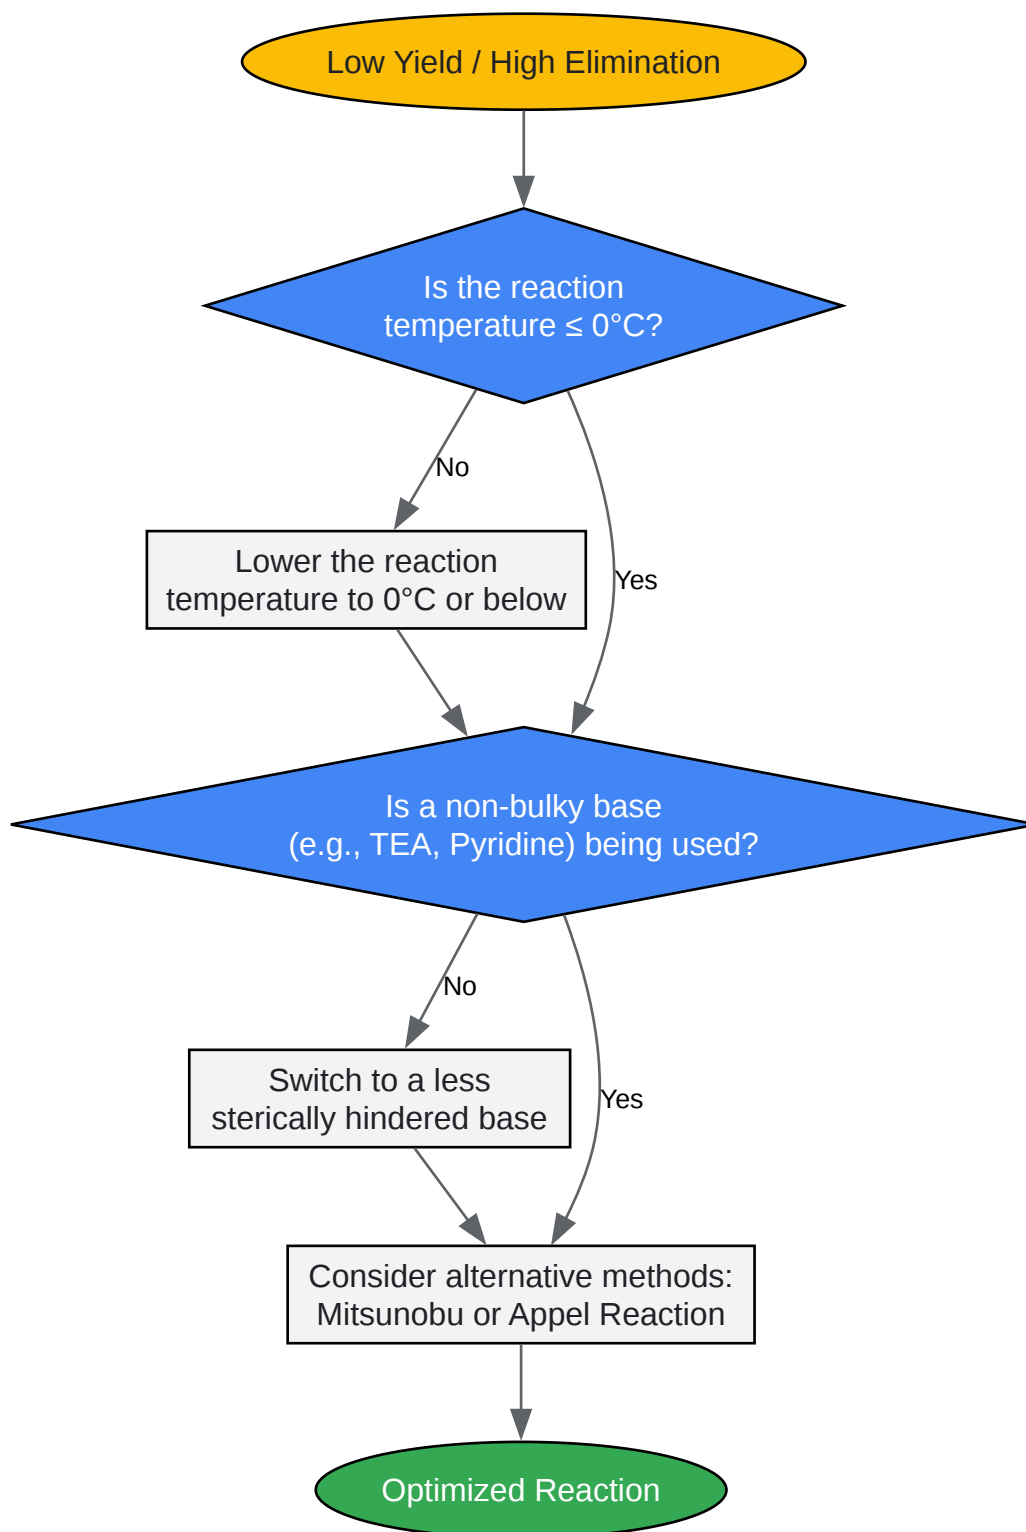 Low Yield / High Elimination
Is the reaction
temperature ≤ 0°C?
No
Yes
Lower the reaction
temperature to 0°C or below
Is a non-bulky base
(e.g., TEA, Pyridine) being used?
No
Yes
Switch to a less
sterically hindered base
Consider alternative methods:
Mitsunobu or Appel Reaction
Optimized Reaction